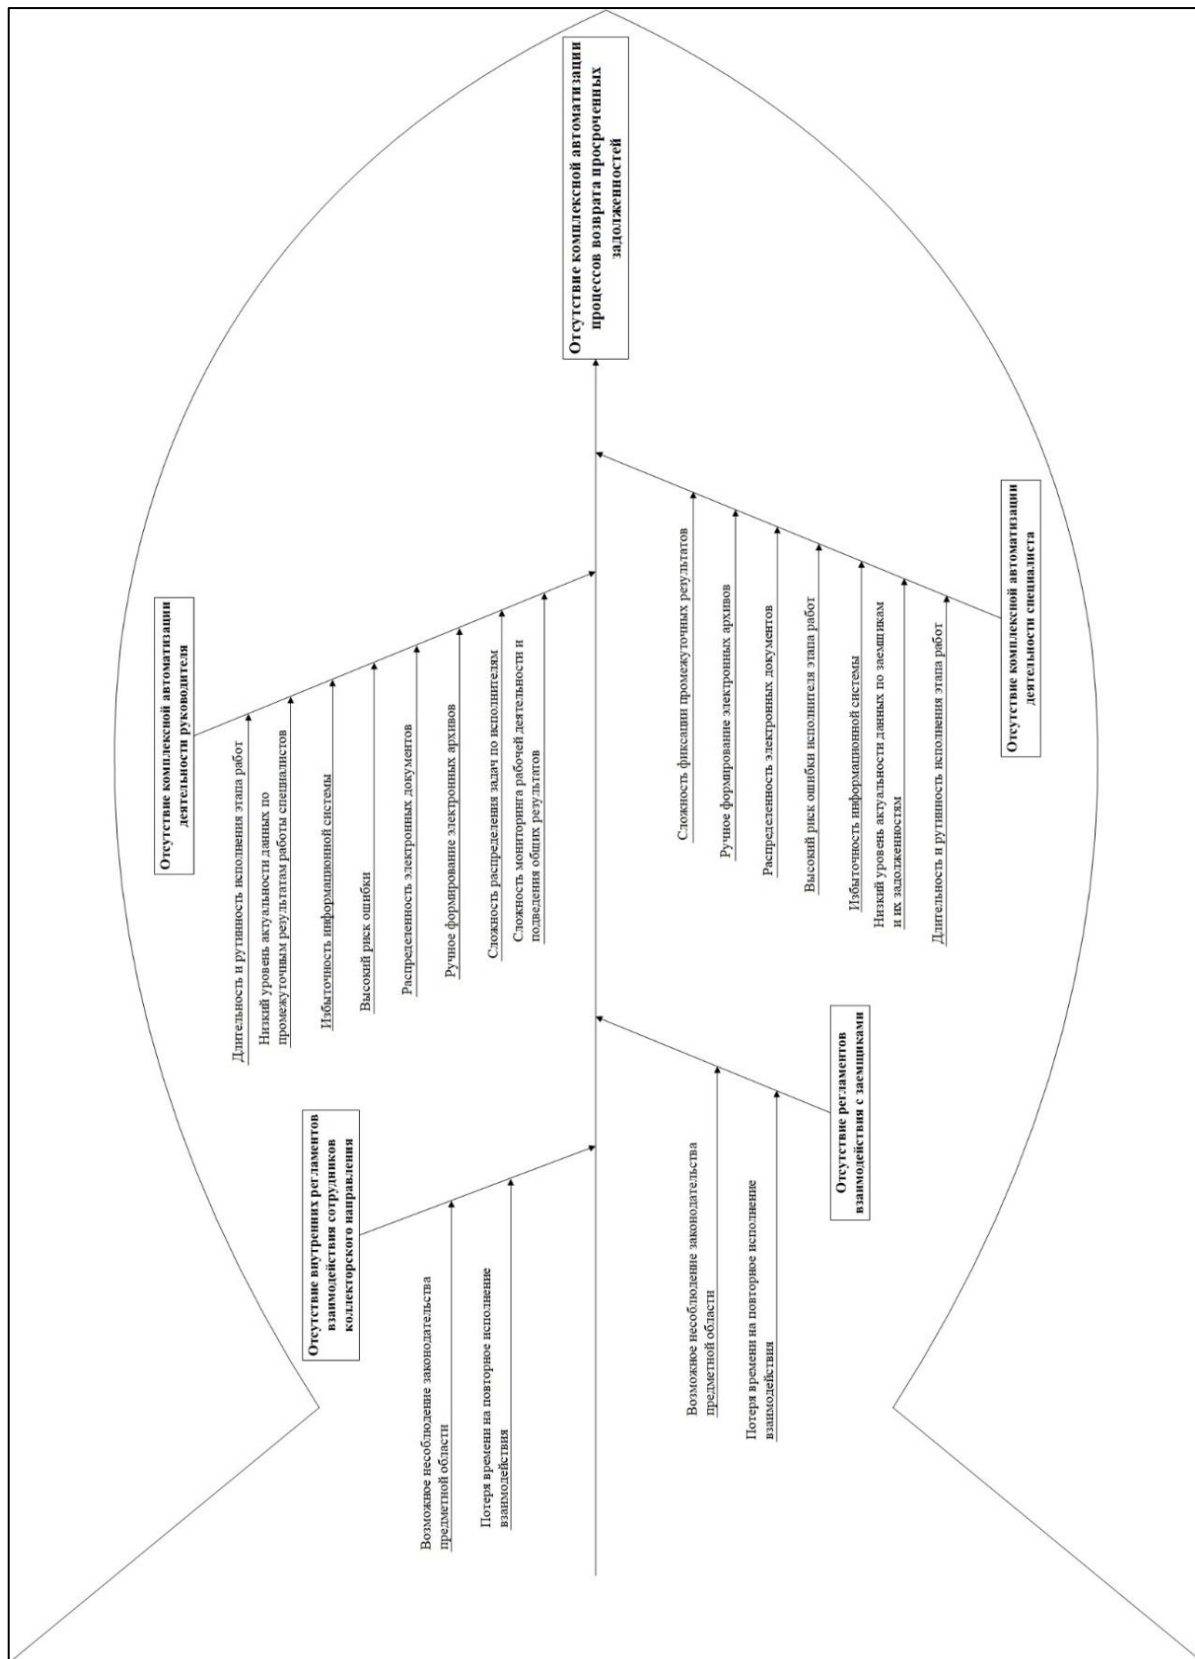 Отсутствие комплексной автоматизации
процессов возврата просроченных
задолженностей
Отсутствие комплексной автоматизации
деятельности руководителя
Длительность и рутинность исполнения этапа работ
Низкий уровень актуальности данных по
промежуточным результатам работы специалистов
Избыточность информационной системы
Высокий риск ошибки
Распределенность электронных документов
Ручное формирование электронных архивов
Сложность распределения задач по исполнителям
Сложность мониторинга рабочей деятельности и
подведения общих результатов
Отсутствие внутренних регламентов
взаимодействия сотрудников
коллекторского направления
Возможное несоблюдение законодательства
предметной области
Потеря времени на повторное исполнение
взаимодействия
Сложность фиксации промежуточных результатов
Ручное формирование электронных архивов
Распределенность электронных документов
Высокий риск ошибки исполнителя этапа работ
Избыточность информационной системы
Низкий уровень актуальности данных по заемщикам
и их задолженностям
Длительность и рутинность исполнения этапа работ
Отсутствие комплексной автоматизации
деятельности специалиста
Возможное несоблюдение законодательства
предметной области
Потеря времени на повторное исполнение
взаимодействия
Отсутствие регламентов
взаимодействия с заемщиками